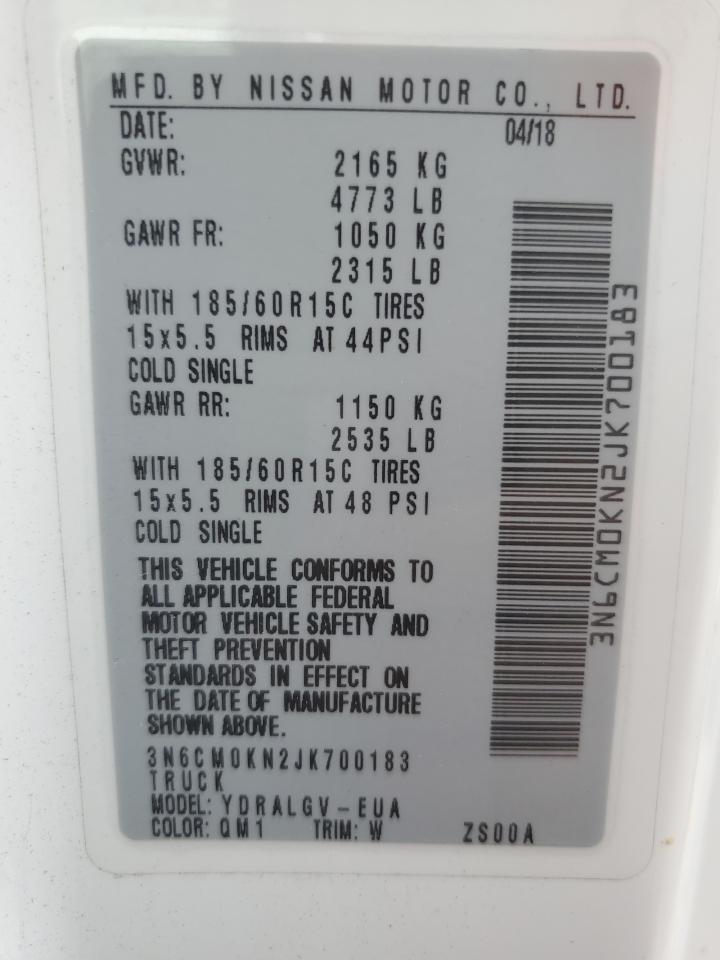 MFD. BY NISSAN MOTOR CO., LTD.
DATE: 04/18
GVWR: 2165 KG
4773 LB
GAWR FR: 1050 KG
2315 LB
WITH 185/60R15C TIRES
15x5.5 RIMS AT 44PSI
COLD SINGLE
GAWR RR: 1150 KG
2535 LB
WITH 185/60R15C TIRES
15x5.5 RIMS AT 48 PSI
COLD SINGLE
THIS VEHICLE CONFORMS TO
ALL APPLICABLE FEDERAL
MOTOR VEHICLE SAFETY AND
THEFT PREVENTION
STANDARDS IN EFFECT ON
THE DATE OF MANUFACTURE
SHOWN ABOVE.
3N6CM0KN2JK700183
TRUCK
MODEL: YDRALGV-EUA
COLOR: QM1 TRIM: W ZS00A
3N6CM0KN2JK700183